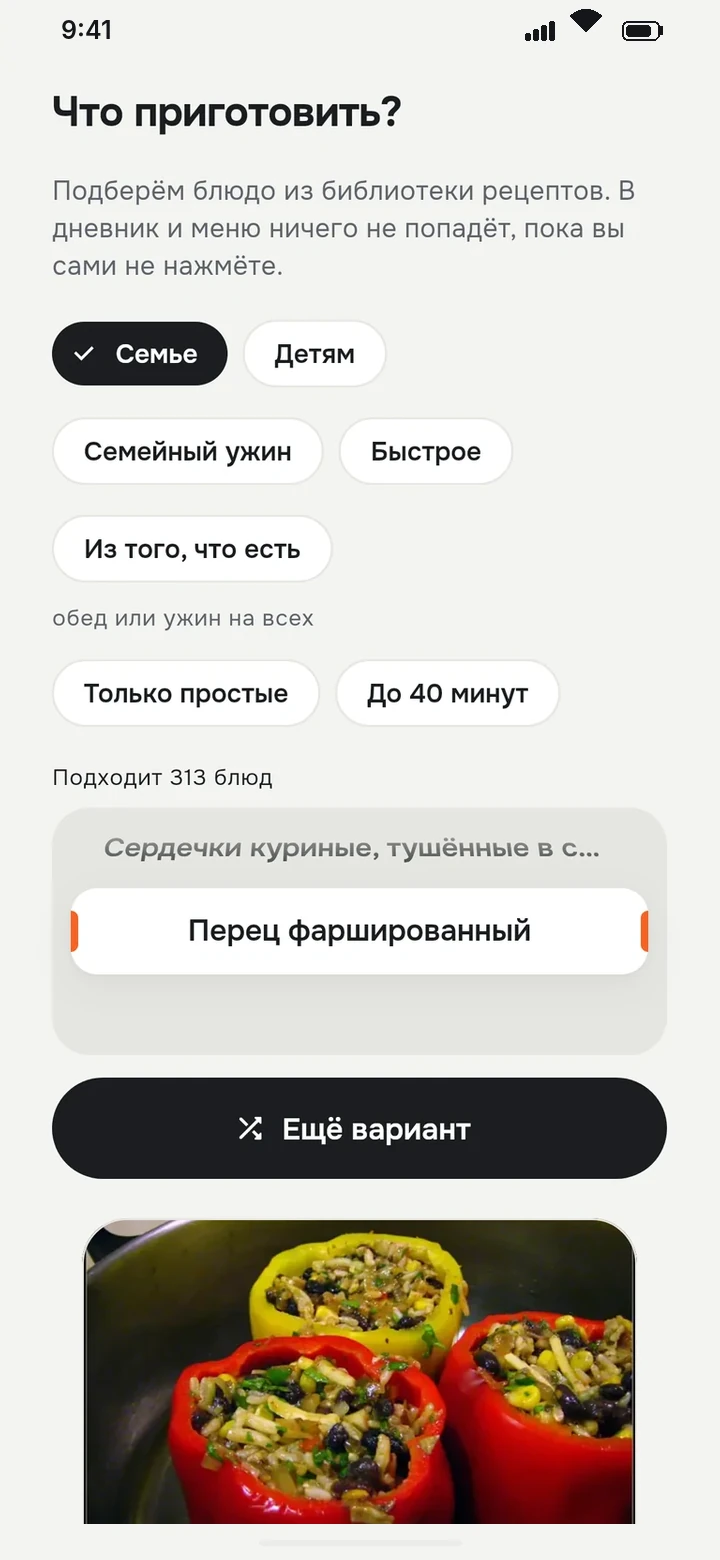 9:41
Что приготовить?
Подберём блюдо из библиотеки рецептов. В
дневник и меню ничего не попадёт, пока вы
сами не нажмёте.
Семье
Детям
Семейный ужин
Быстрое
Из того, что есть
обед или ужин на всех
Только простые
До 40 минут
Подходит 313 блюд
Сердечки куриные, тушённые в с...
Перец фаршированный
Ещё вариант